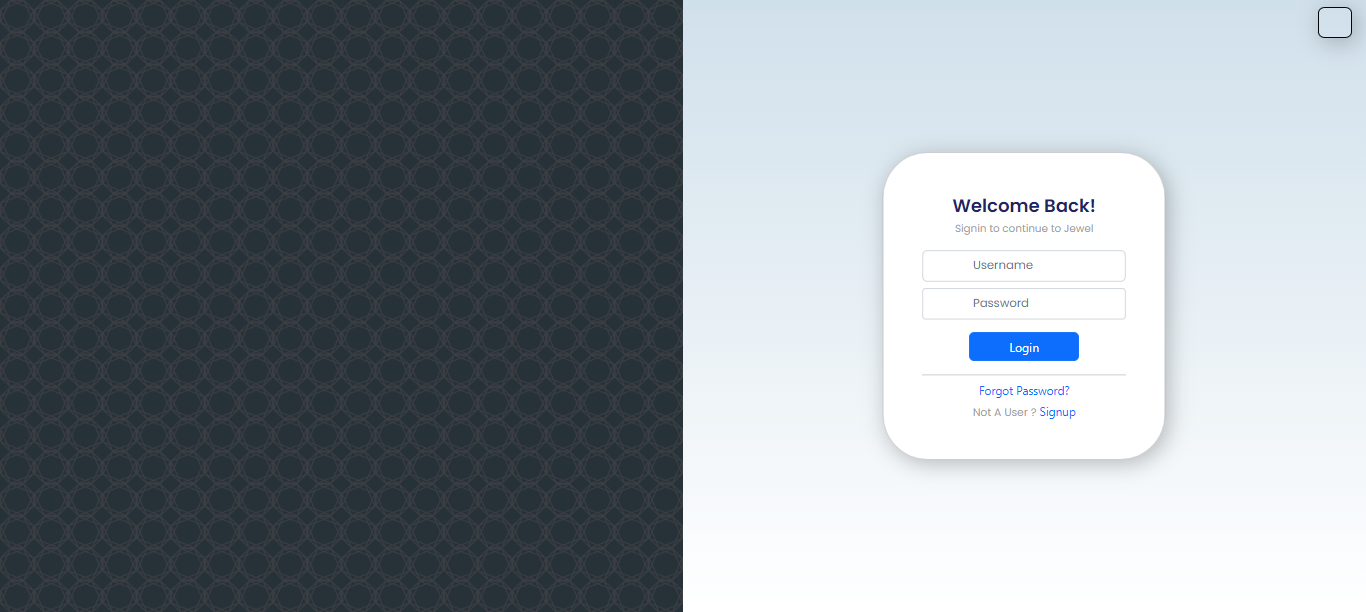 Welcome Back!
Signin to continue to Jewel
Username
Password
Login
Forgot Password?
Not A User ? Signup